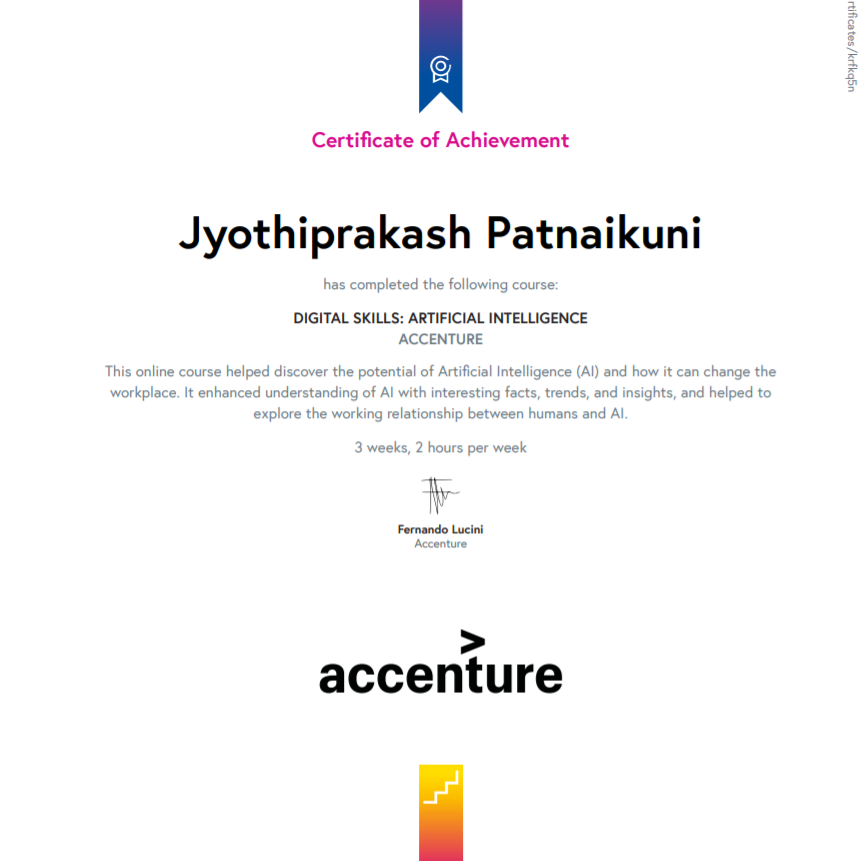 rtificates/krfkq5n
Certificate of Achievement
Jyothiprakash Patnaikuni
has completed the following course:
DIGITAL SKILLS: ARTIFICIAL INTELLIGENCE
ACCENTURE
This online course helped discover the potential of Artificial Intelligence (AI) and how it can change the
workplace. It enhanced understanding of AI with interesting facts, trends, and insights, and helped to
explore the working relationship between humans and AI.
3 weeks, 2 hours per week
Fernando Lucini
Accenture
accenture